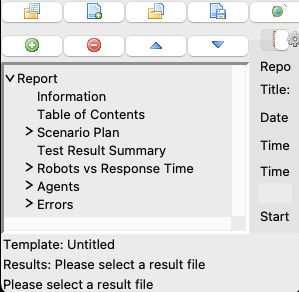 Report
Information
Table of Contents
Scenario Plan
Test Result Summary
Robots vs Response Time
Agents
Errors
Repo
Title:
Date
Time
Time
Start
Template: Untitled
Results: Please select a result file
Please select a result file